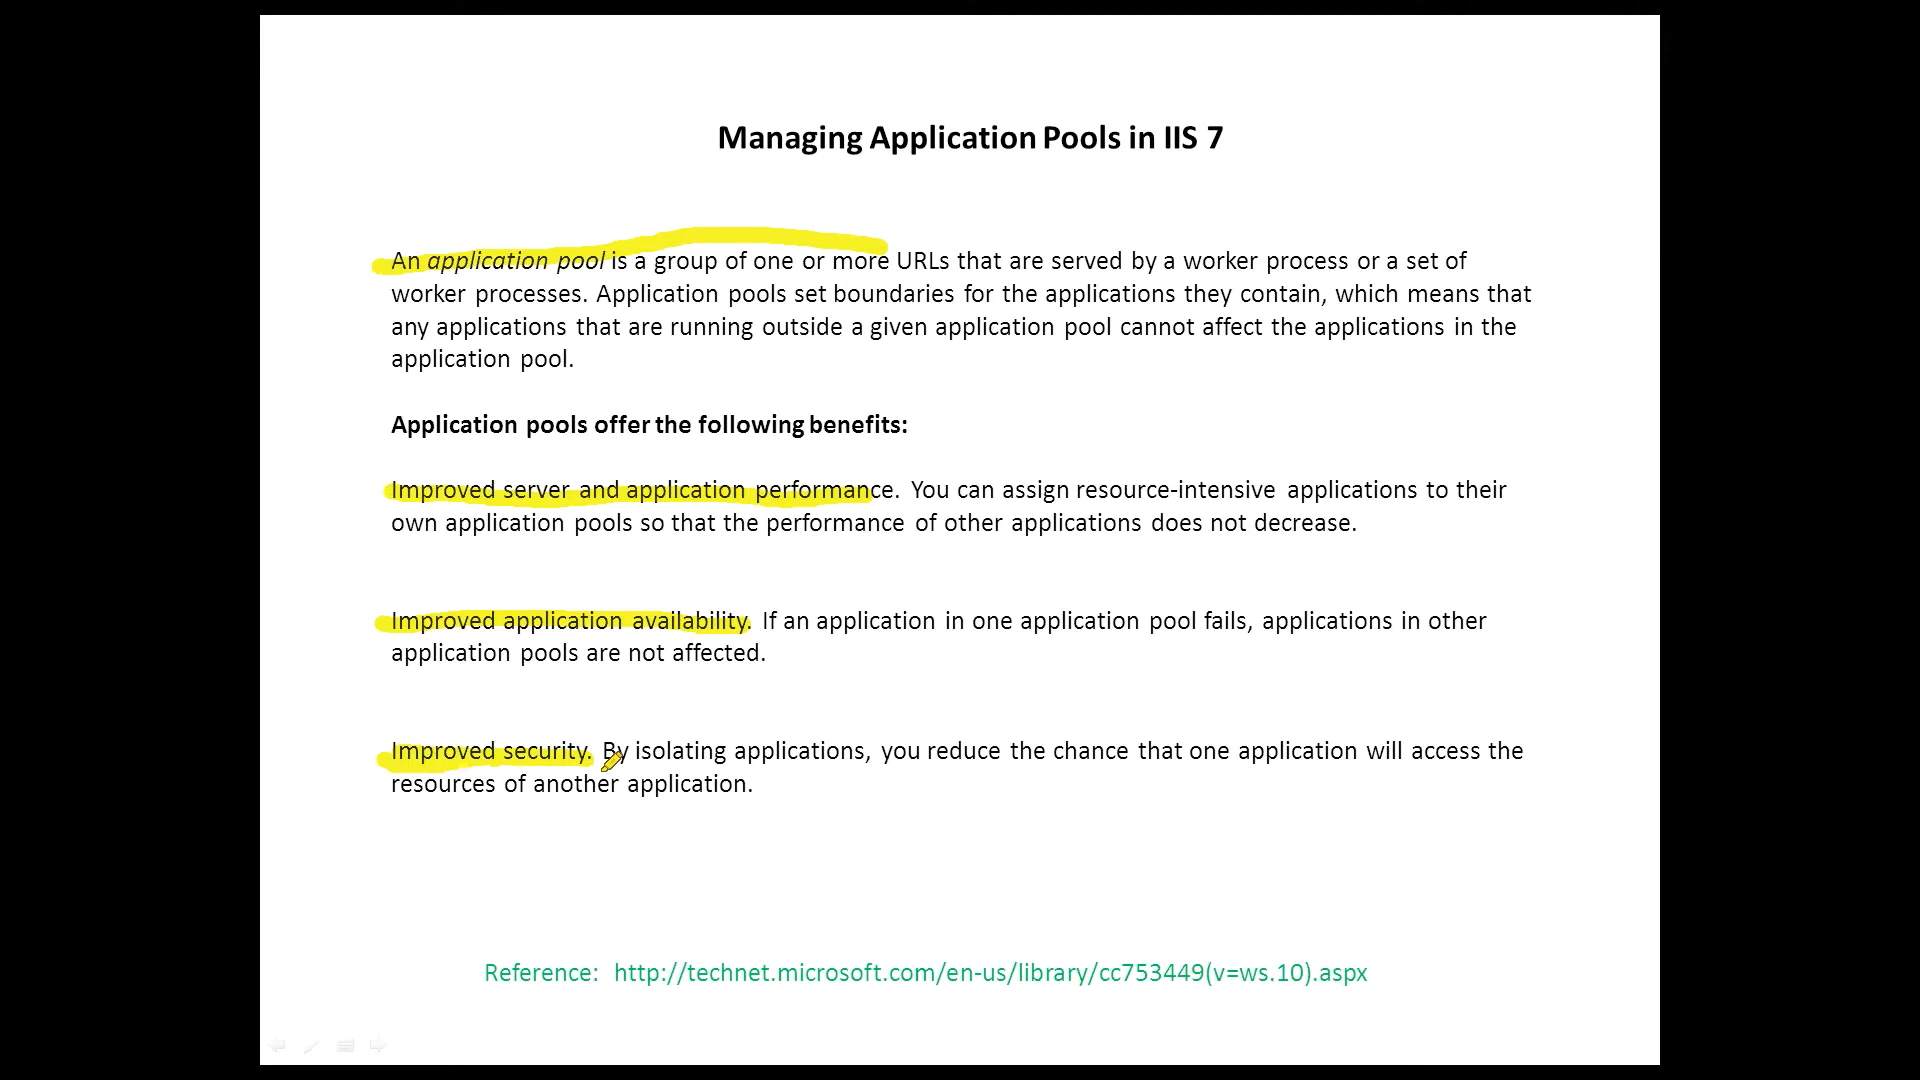 Managing Application Pools in IIS 7
An application pool is a group of one or more URLs that are served by a worker process or a set of
worker processes. Application pools set boundaries for the applications they contain, which means that
any applications that are running outside a given application pool cannot affect the applications in the
application pool.
Application pools offer the following benefits:
Improved server and application performance. You can assign resource-intensive applications to their
own application pools so that the performance of other applications does not decrease.
Improved application availability. If an application in one application pool fails, applications in other
application pools are not affected.
Improved security. By isolating applications, you reduce the chance that one application will access the
resources of another application.
Reference: http://technet.microsoft.com/en-us/library/cc753449(v=ws.10).aspx